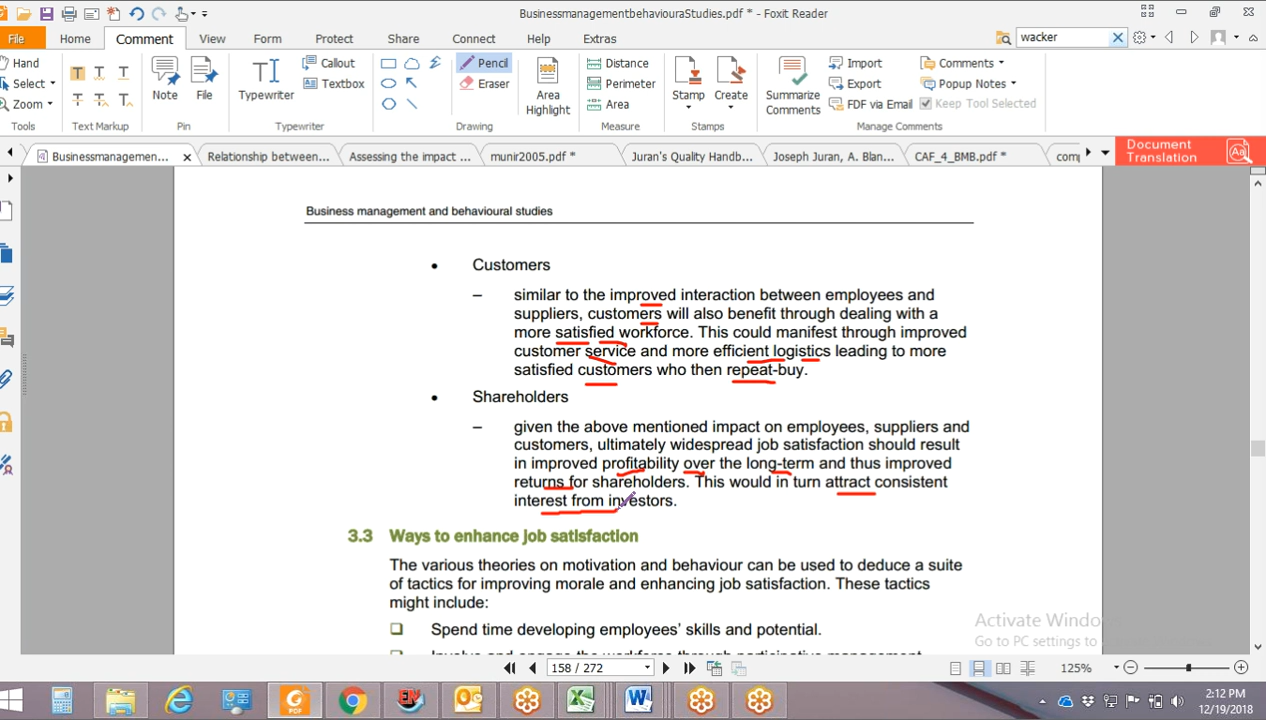 BusinessmanagementbehaviouraStudies.pdf * - Foxit Reader
File Home Comment View Form Protect Share Connect Help Extras wacker
Hand Callout Pencil Distance Import Comments
Select Textbox Eraser Perimeter Export Popup Notes
Zoom Note File Typewriter Area Highlight Area Stamp Create Summarize Comments FDF via Email Keep Tool Selected
Tools Text Markup Pin Typewriter Drawing Measure Stamps Manage Comments
Businessmanagemen... Relationship between... Assessing the impact ... munir2005.pdf * Juran's Quality Handb... Joseph Juran, A. Blan... CAF_4_BMB.pdf * Document Translation
Business management and behavioural studies
• Customers
– similar to the improved interaction between employees and
suppliers, customers will also benefit through dealing with a
more satisfied workforce. This could manifest through improved
customer service and more efficient logistics leading to more
satisfied customers who then repeat-buy.
• Shareholders
– given the above mentioned impact on employees, suppliers and
customers, ultimately widespread job satisfaction should result
in improved profitability over the long-term and thus improved
returns for shareholders. This would in turn attract consistent
interest from investors.
3.3 Ways to enhance job satisfaction
The various theories on motivation and behaviour can be used to deduce a suite
of tactics for improving morale and enhancing job satisfaction. These tactics
might include:
Spend time developing employees' skills and potential.
Activate Windows
Go to PC settings to
158 / 272 125%
2:12 PM
12/19/2018